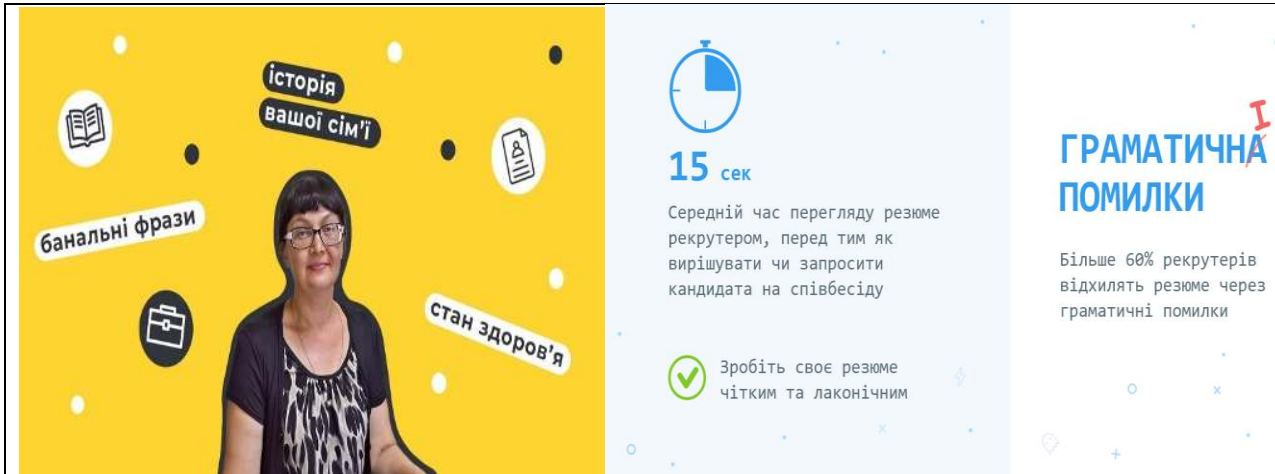 історія
вашої сім'ї
банальні фрази
стан здоров'я
15 сек
Середній час перегляду резюме
рекрутером, перед тим як
вирішувати чи запросити
кандидата на співбесіду
Зробіть своє резюме
чітким та лаконічним
І
ГРАМАТИЧНА
ПОМИЛКИ
Більше 60% рекрутерів
відхилять резюме через
граматичні помилки